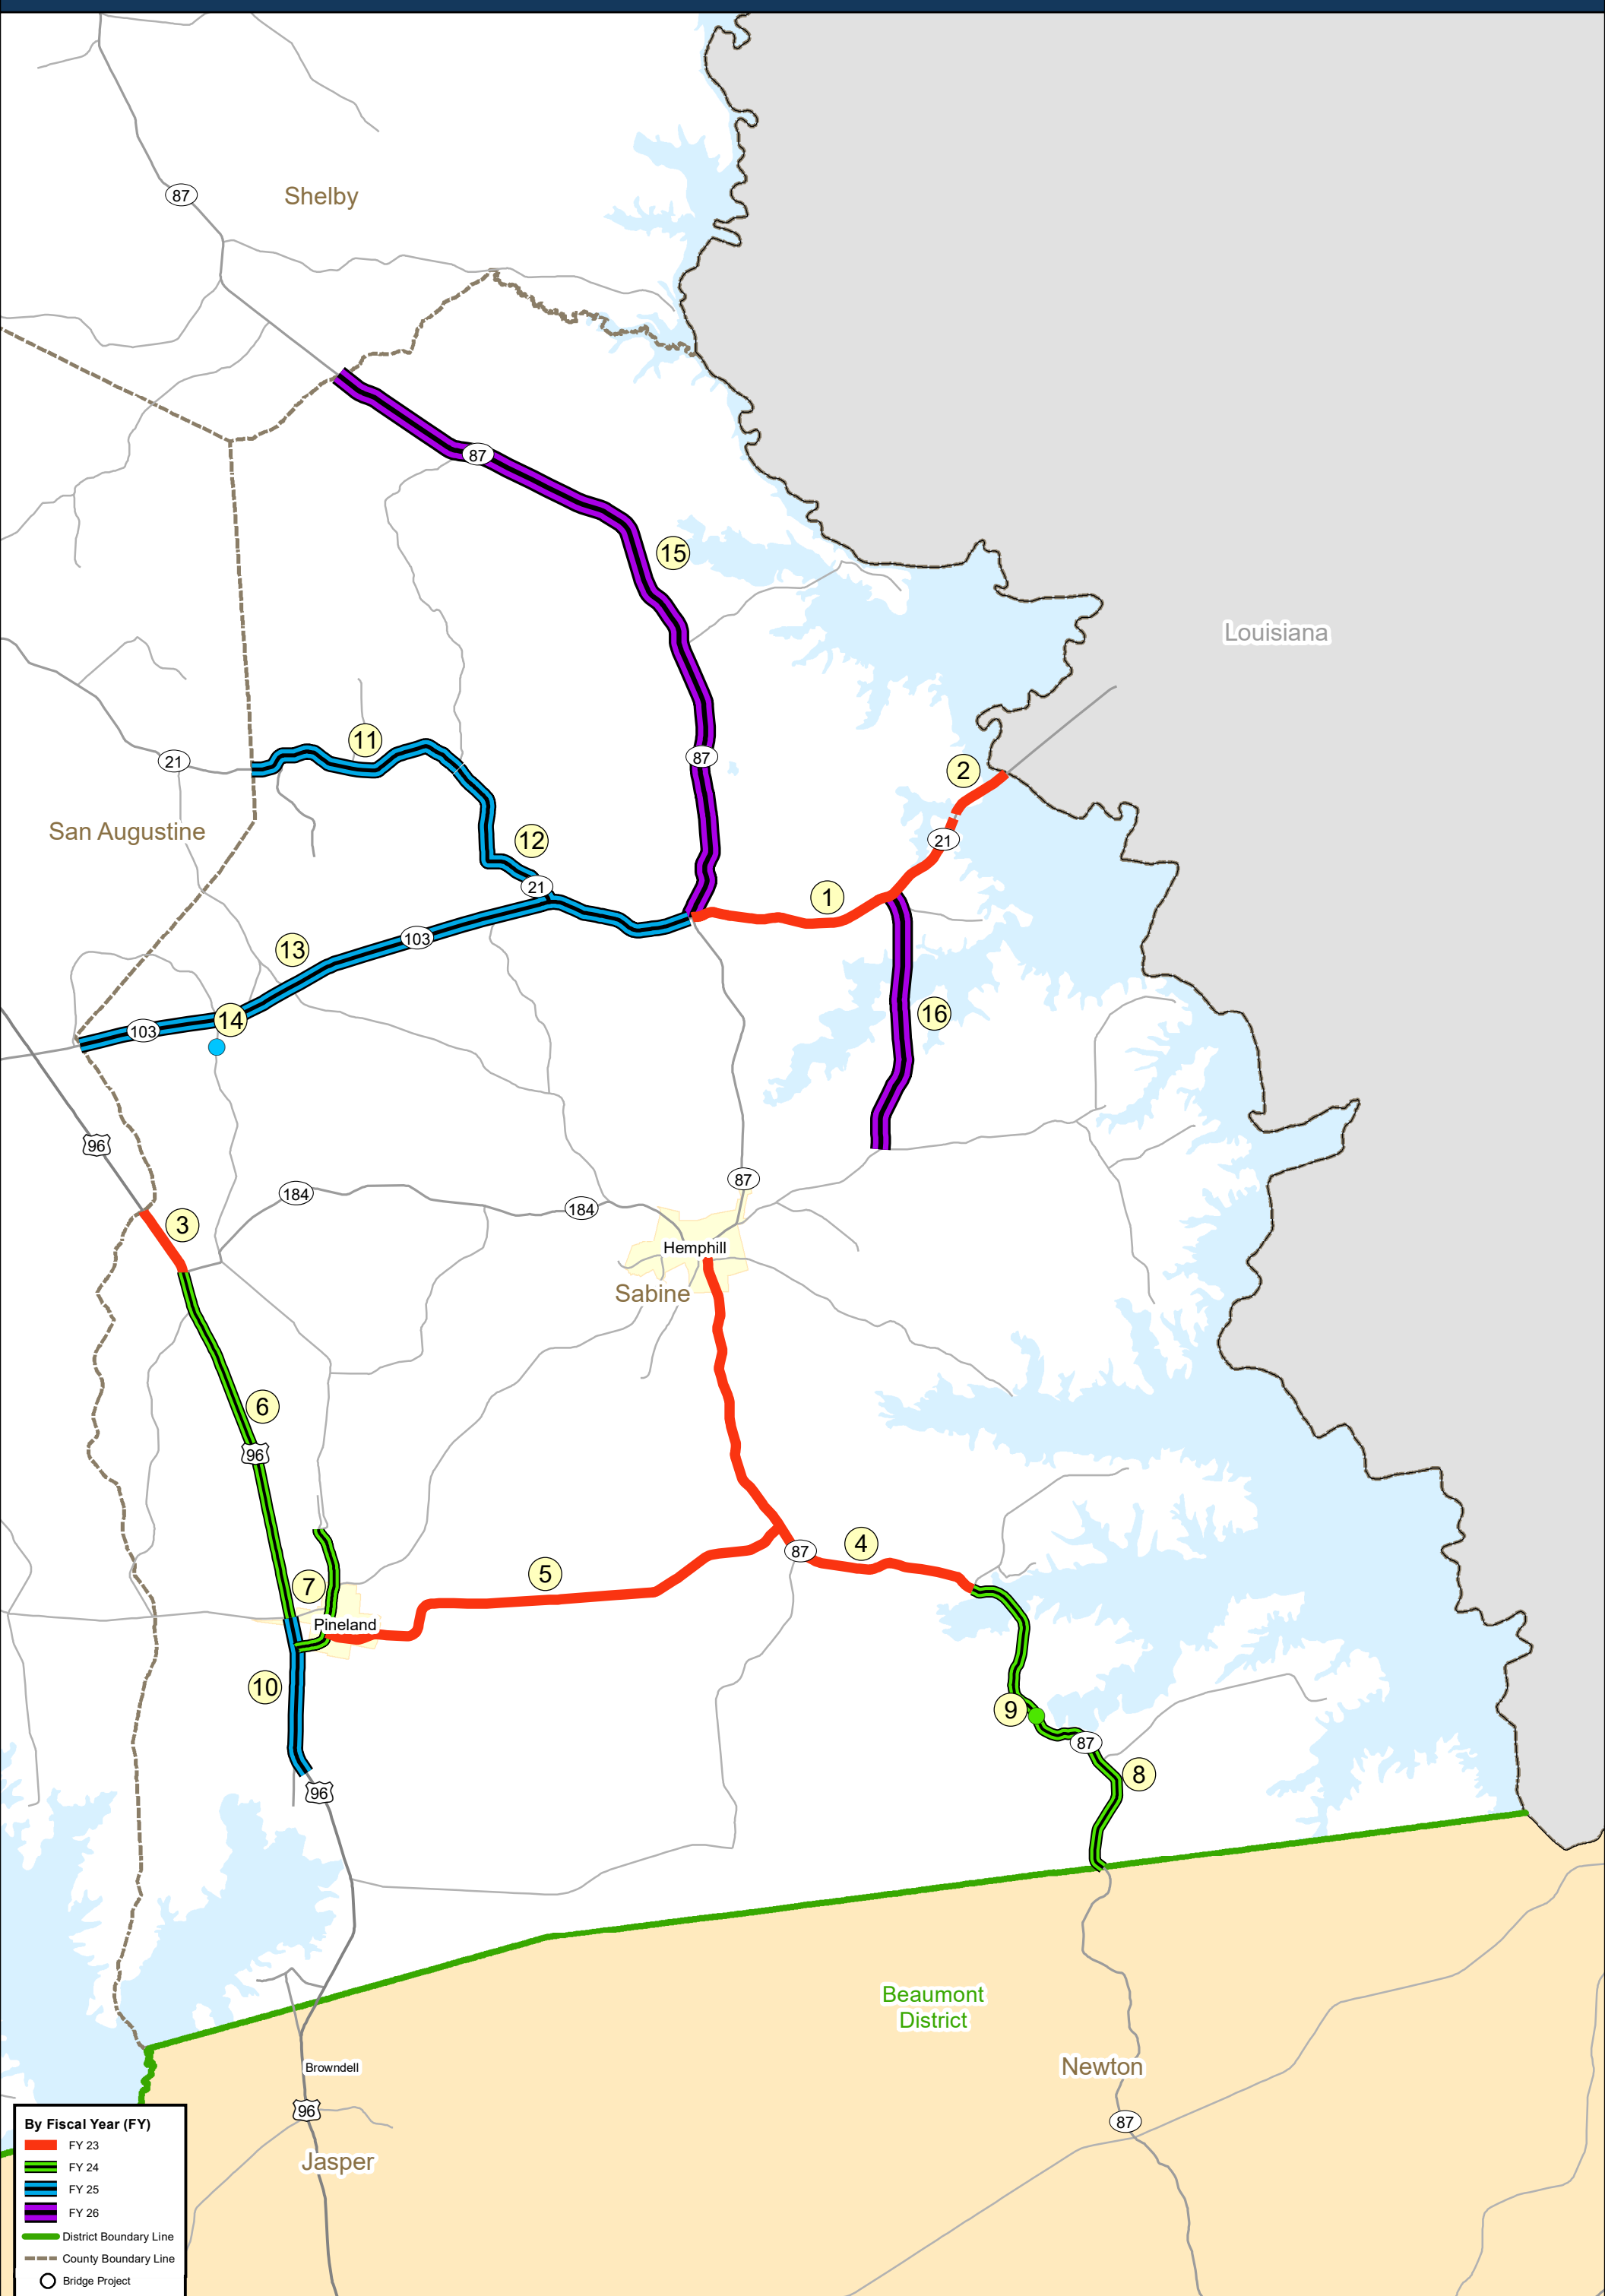 87
Shelby
87
15
Louisiana
11
21
87
2
San Augustine
12
21
21
1
103
13
16
14
103
96
87
184
184
3
Hemphill
Sabine
6
96
87
4
5
7
Pineland
10
9
87
8
96
Beaumont
District
Browndell
Newton
96
87
Jasper
By Fiscal Year (FY)
FY 23
FY 24
FY 25
FY 26
District Boundary Line
County Boundary Line
Bridge Project